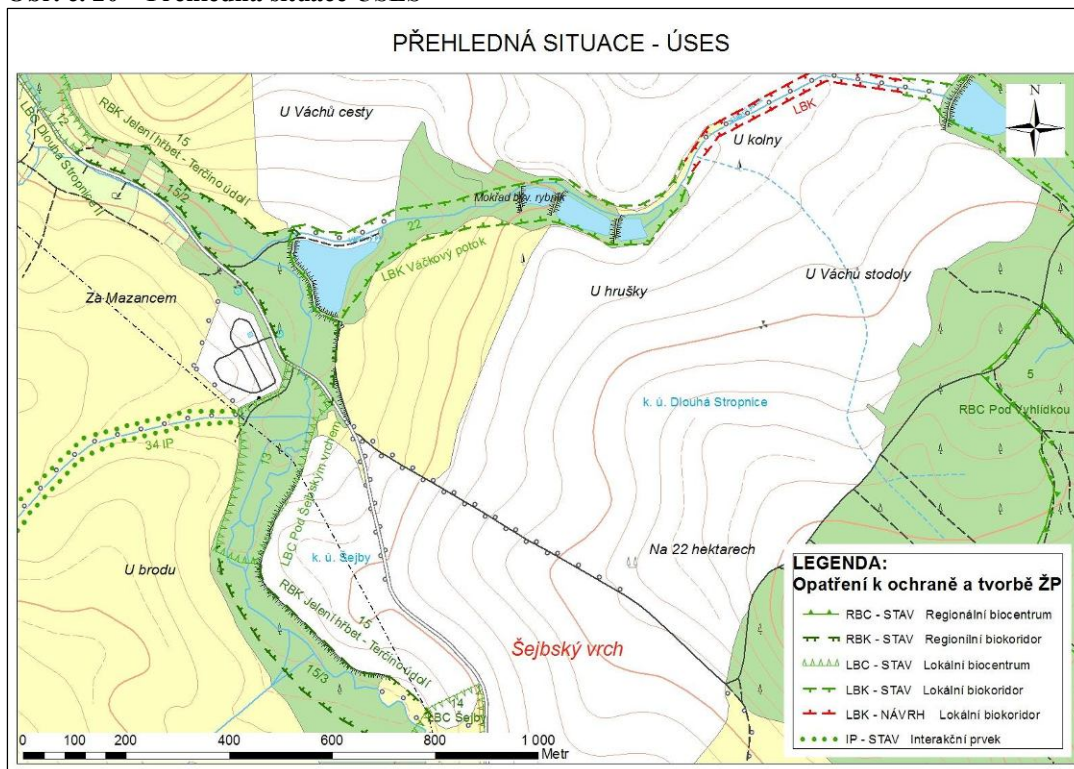 PŘEHLEDNÁ SITUACE - ÚSES
N
U Váchů cesty
RBK Jelení hřbet - Terčino údolí
15
LBC Dlouhá Stropnice II
12
15/2
U kolny
LBK
Mokřad býv. rybník
22
LBK Váčkový potok
U Váchů stodoly
U hrušky
Za Mazancem
k. ú. Dlouhá Stropnice
5
RBC Pod Vyhlídkou
34 IP
13
LBC Pod Šejbským vrchem
k. ú. Šejby
U brodu
Na 22 hektarech
RBK Jelení hřbet - Terčino údolí
15
Šejbský vrch
15/3
14
LBC Šejby
LEGENDA:
Opatření k ochraně a tvorbě ŽP
RBC - STAV Regionální biocentrum
RBK - STAV Regionilní biokoridor
LBC - STAV Lokální biocentrum
LBK - STAV Lokální biokoridor
LBK - NÁVRH Lokální biokoridor
IP - STAV Interakční prvek
0 100 200 400 600 800 1 000
Metr